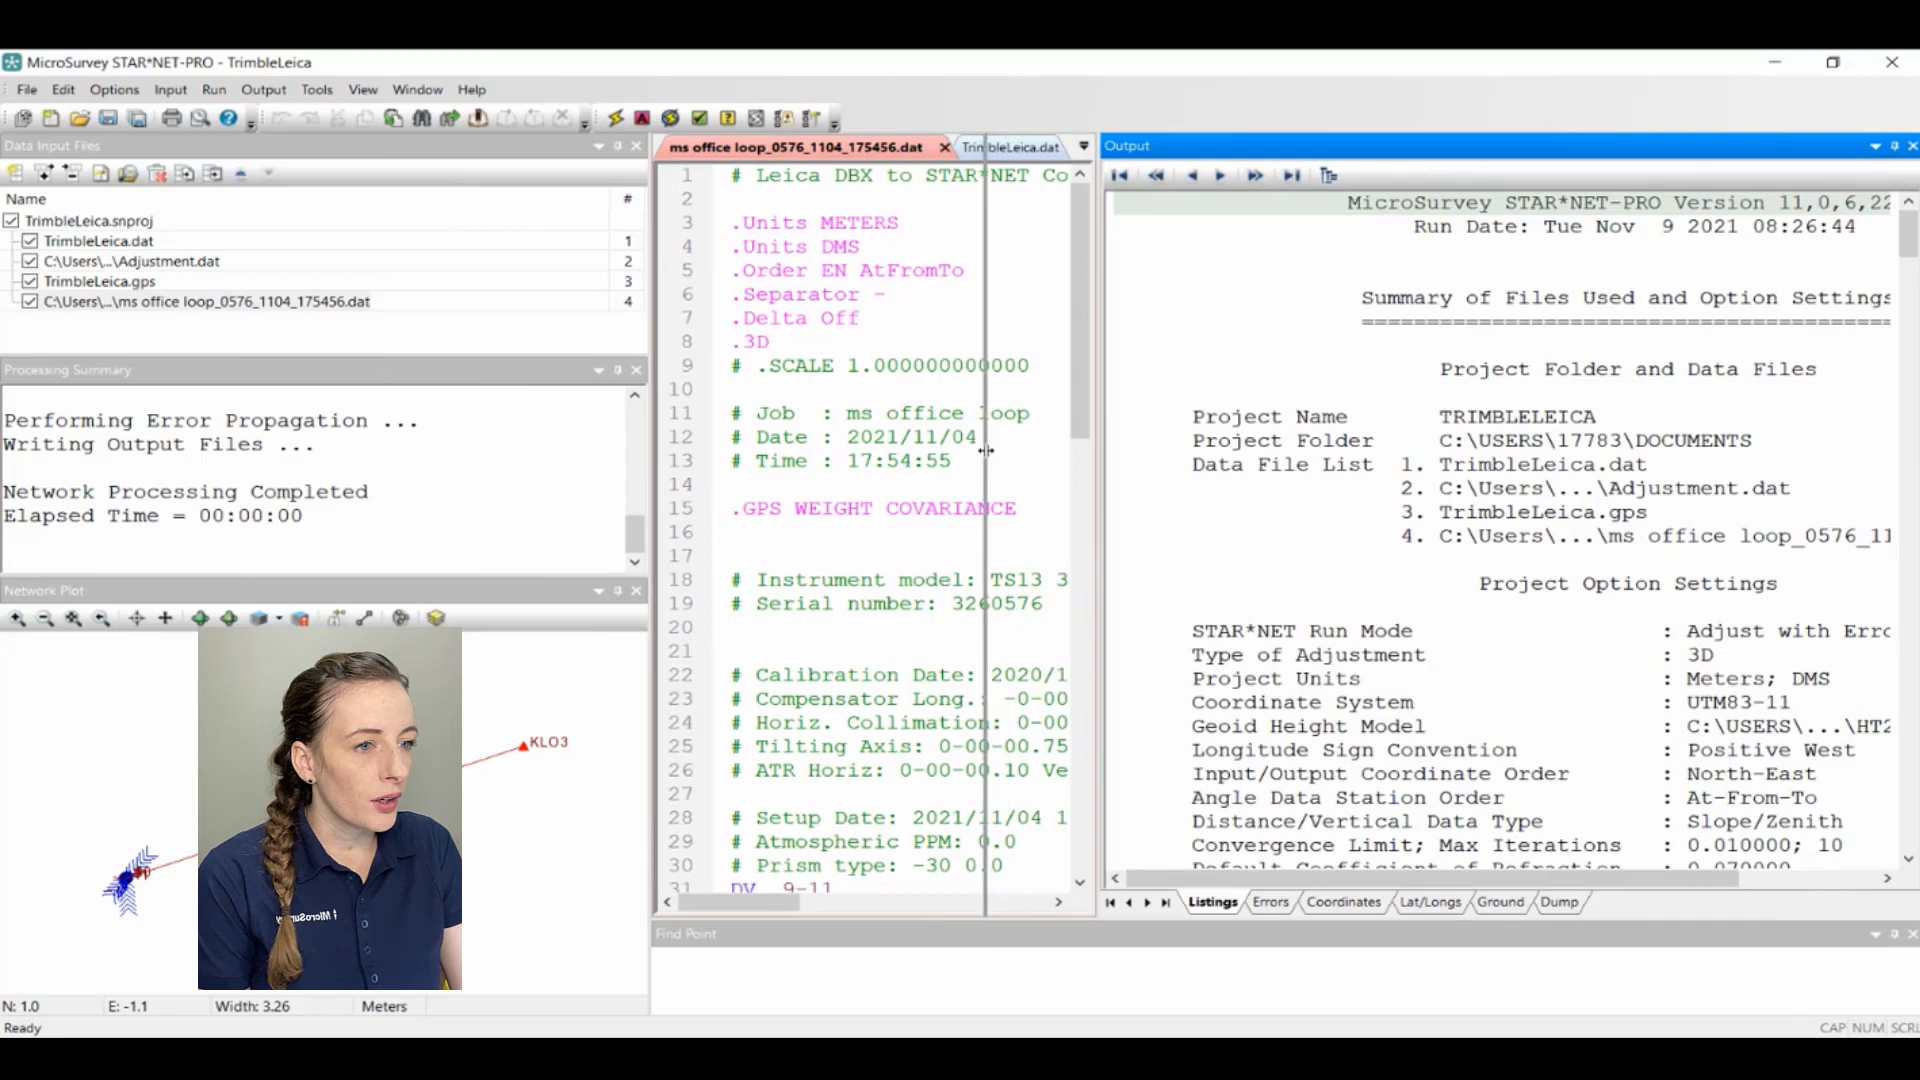 MicroSurvey STAR*NET-PRO - TrimbleLeica
File Edit Options Input Run Output Tools View Window Help
Data Input Files
Name #
TrimbleLeica.snproj
TrimbleLeica.dat 1
C:\Users\...\Adjustment.dat 2
TrimbleLeica.gps 3
C:\Users\...\ms office loop_0576_1104_175456.dat 4
Processing Summary
Performing Error Propagation ...
Writing Output Files ...
Network Processing Completed
Elapsed Time = 00:00:00
Network Plot
KLO3
MicroSurvey
N: 1.0 E: -1.1 Width: 3.26 Meters
Ready
ms office loop_0576_1104_175456.dat TrimbleLeica.dat
1 # Leica DBX to STAR*NET Co
2
3 .Units METERS
4 .Units DMS
5 .Order EN AtFromTo
6 .Separator -
7 .Delta Off
8 .3D
9 # .SCALE 1.000000000000
10
11 # Job : ms office loop
12 # Date : 2021/11/04
13 # Time : 17:54:55
14
15 .GPS WEIGHT COVARIANCE
16
17
18 # Instrument model: TS13 3
19 # Serial number: 3260576
20
21
22 # Calibration Date: 2020/1
23 # Compensator Long.: -0-00
24 # Horiz. Collimation: 0-00
25 # Tilting Axis: 0-00-00.75
26 # ATR Horiz: 0-00-00.10 Ve
27
28 # Setup Date: 2021/11/04 1
29 # Atmospheric PPM: 0.0
30 # Prism type: -30 0.0
31 DV 9-11
Output
MicroSurvey STAR*NET-PRO Version 11,0,6,22
Run Date: Tue Nov 9 2021 08:26:44
Summary of Files Used and Option Settings
=========================================
Project Folder and Data Files
Project Name TRIMBLELEICA
Project Folder C:\USERS\17783\DOCUMENTS
Data File List 1. TrimbleLeica.dat
2. C:\Users\...\Adjustment.dat
3. TrimbleLeica.gps
4. C:\Users\...\ms office loop_0576_11
Project Option Settings
STAR*NET Run Mode : Adjust with Erro
Type of Adjustment : 3D
Project Units : Meters; DMS
Coordinate System : UTM83-11
Geoid Height Model : C:\USERS\...\HT2
Longitude Sign Convention : Positive West
Input/Output Coordinate Order : North-East
Angle Data Station Order : At-From-To
Distance/Vertical Data Type : Slope/Zenith
Convergence Limit; Max Iterations : 0.010000; 10
Default Coefficient of Refraction : 0.070000
Listings Errors Coordinates Lat/Longs Ground Dump
Find Point
CAP NUM SCRL